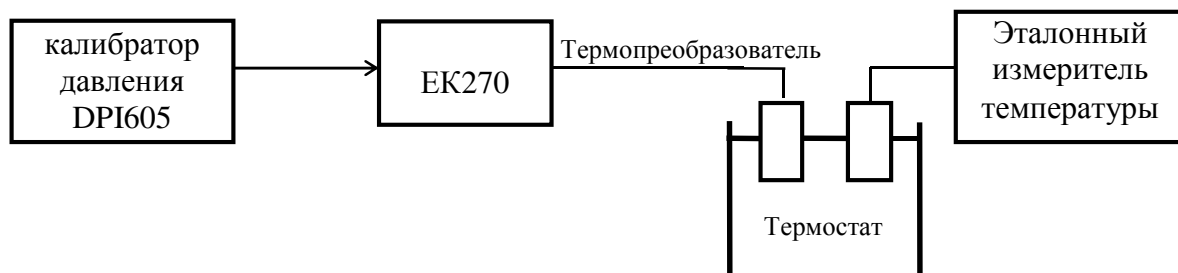 калибратор
давления
DPI605
ЕК270
Термопреобразователь
Эталонный
измеритель
температуры
Термостат